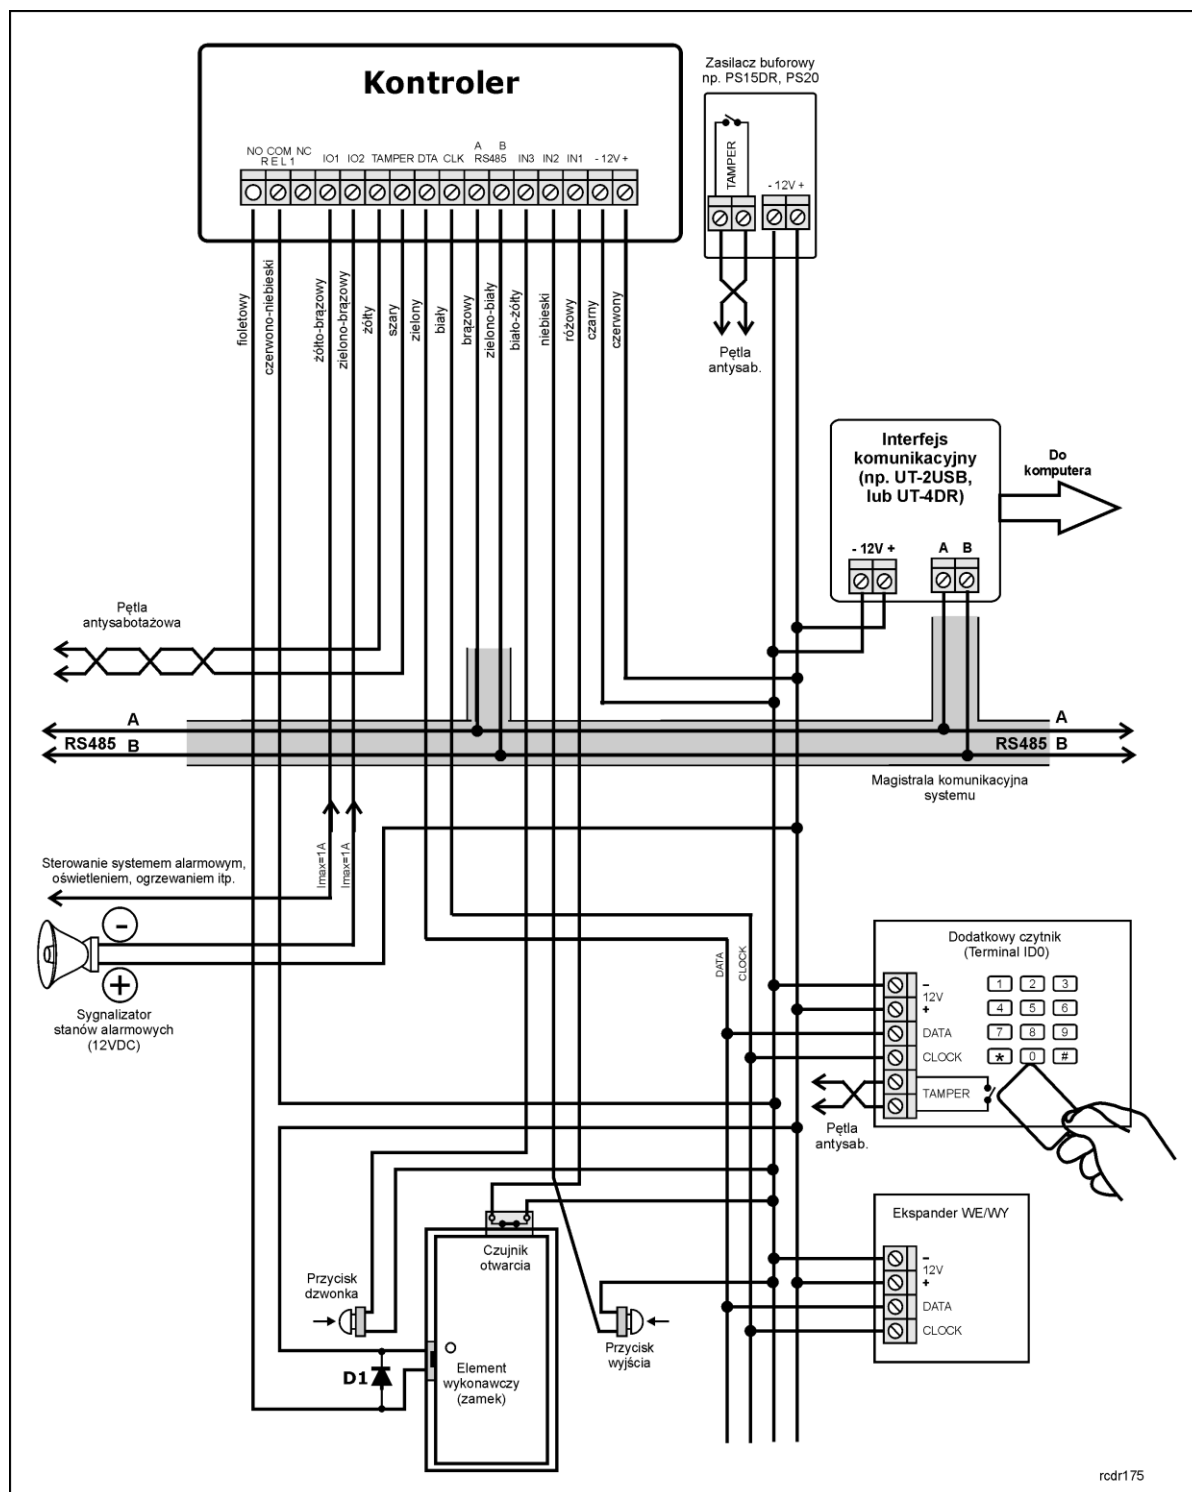 Kontroler
NO COM NC
REL1
IO1 IO2 TAMPER DTA CLK
A B
RS485
IN3 IN2 IN1 - 12V +
fioletowy
czerwono-niebieski
żółto-brązowy
zielono-brązowy
żółty
szary
zielony
biały
brązowy
zielono-biały
biało-żółty
niebieski
różowy
czarny
czerwony
Zasilacz buforowy
np. PS15DR, PS20
TAMPER
- 12V +
Pętla
antysab.
Interfejs
komunikacyjny
(np. UT-2USB,
lub UT-4DR)
- 12V +
A B
Do
komputera
Pętla
antysabotażowa
A
RS485 B
A
RS485 B
Magistrala komunikacyjna
systemu
Imax=1A
Imax=1A
Sterowanie systemem alarmowym,
oświetleniem, ogrzewaniem itp.
-
+
Sygnalizator
stanów alarmowych
(12VDC)
DATA
CLOCK
Dodatkowy czytnik
(Terminal ID0)
-
12V
+
DATA
CLOCK
TAMPER
1 2 3
4 5 6
7 8 9
* 0 #
Pętla
antysab.
Ekspander WE/WY
-
12V
+
DATA
CLOCK
Czujnik
otwarcia
Przycisk
dzwonka
Przycisk
wyjścia
D1
Element
wykonawczy
(zamek)
rcdr175